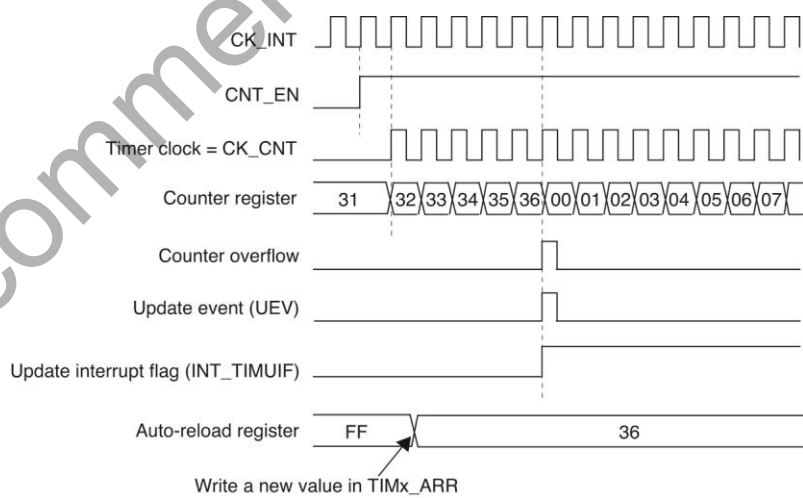 CK_INT
CNT_EN
Timer clock = CK_CNT
Counter register 31 32 33 34 35 36 00 01 02 03 04 05 06 07
Counter overflow
Update event (UEV)
Update interrupt flag (INT_TIMUIF)
Auto-reload register FF 36
Write a new value in TIMx_ARR
comme